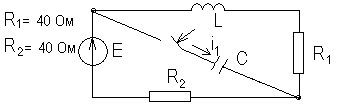 R₁= 40 Ом
R₂= 40 Ом
E
L
i₁
C
R₁
R₂